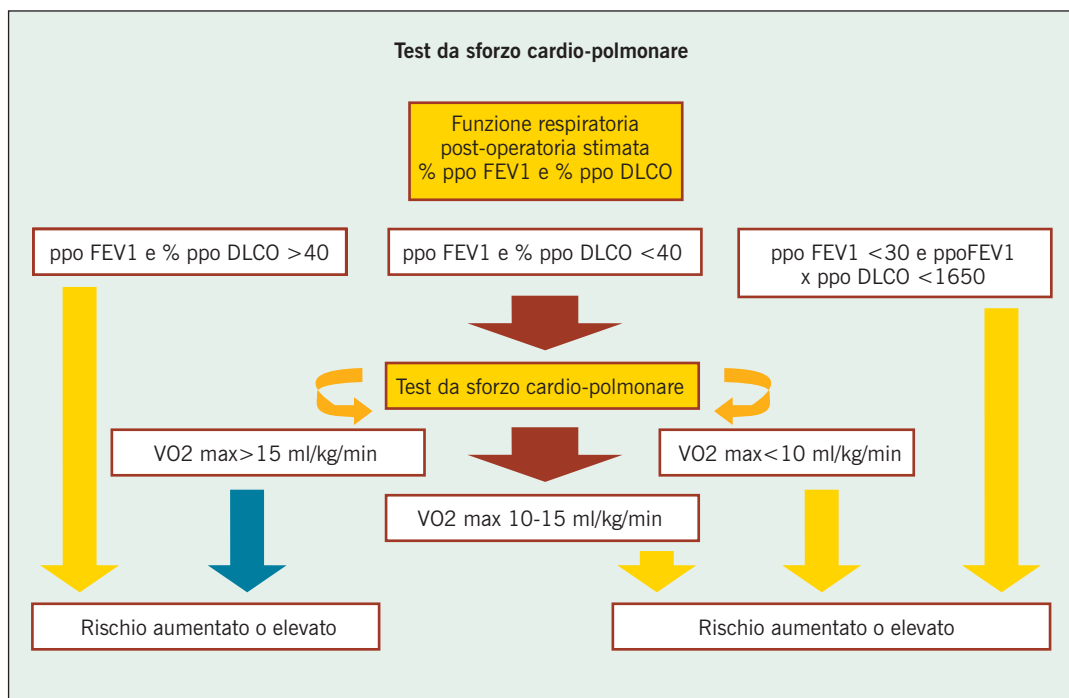 Test da sforzo cardio-polmonare
Funzione respiratoria
post-operatoria stimata
% ppo FEV1 e % ppo DLCO
ppo FEV1 e % ppo DLCO >40
ppo FEV1 e % ppo DLCO <40
ppo FEV1 <30 e ppoFEV1
x ppo DLCO <1650
Test da sforzo cardio-polmonare
VO2 max>15 ml/kg/min
VO2 max<10 ml/kg/min
VO2 max 10-15 ml/kg/min
Rischio aumentato o elevato
Rischio aumentato o elevato